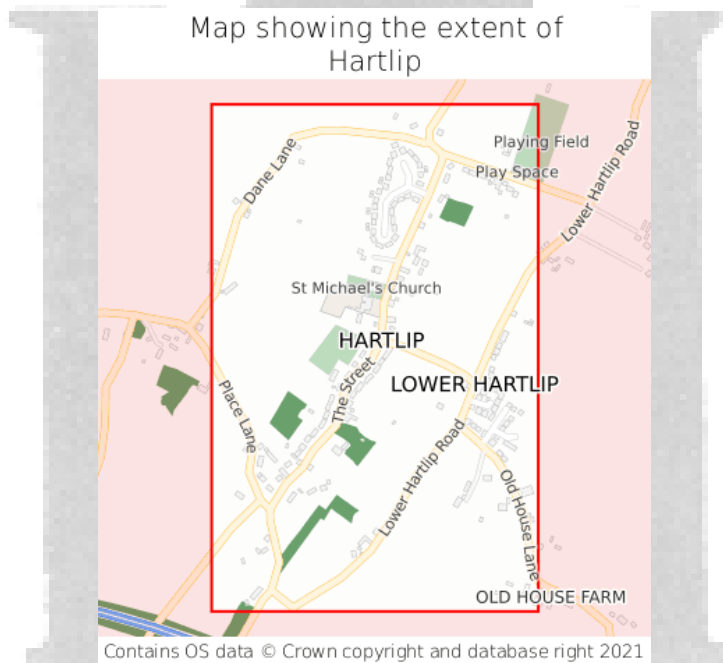 Map showing the extent of
Hartlip
Playing Field
Lower Hartlip Road
Dane Lane
Play Space
St Michael's Church
HARTLIP
LOWER HARTLIP
Place Lane
The Street
Lower Hartlip Road
Old House Lane
OLD HOUSE FARM
Contains OS data © Crown copyright and database right 2021